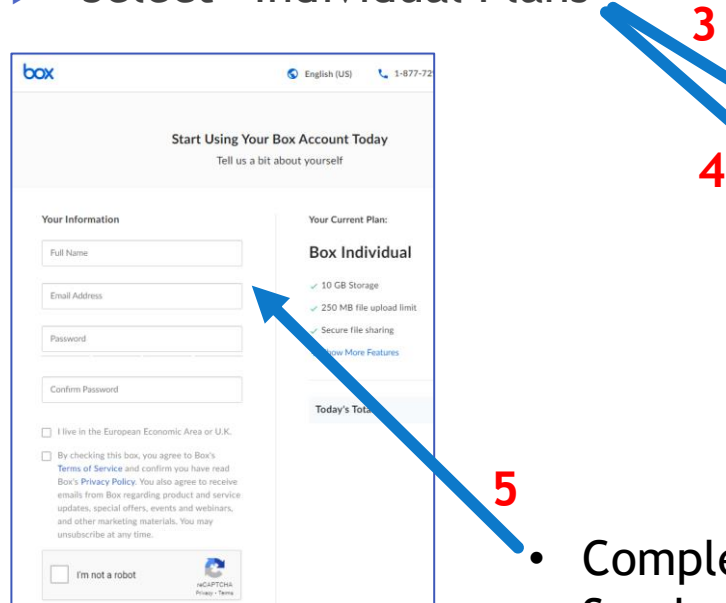 Select "Individual Plans"
3
box
English (US)
1-877-729
4
Start Using Your Box Account Today
Tell us a bit about yourself
Your Information
Full Name
Email Address
Password
Confirm Password
I live in the European Economic Area or U.K.
By checking this box, you agree to Box's
Terms of Service and confirm you have read
Box's Privacy Policy. You also agree to receive
emails from Box regarding product and service
updates, special offers, events and webinars,
and other marketing materials. You may
unsubscribe at any time.
I'm not a robot
reCAPTCHA
Privacy - Terms
Your Current Plan:
Box Individual
10 GB Storage
250 MB file upload limit
Secure file sharing
Show More Features
Today's Tota
5
• Comple